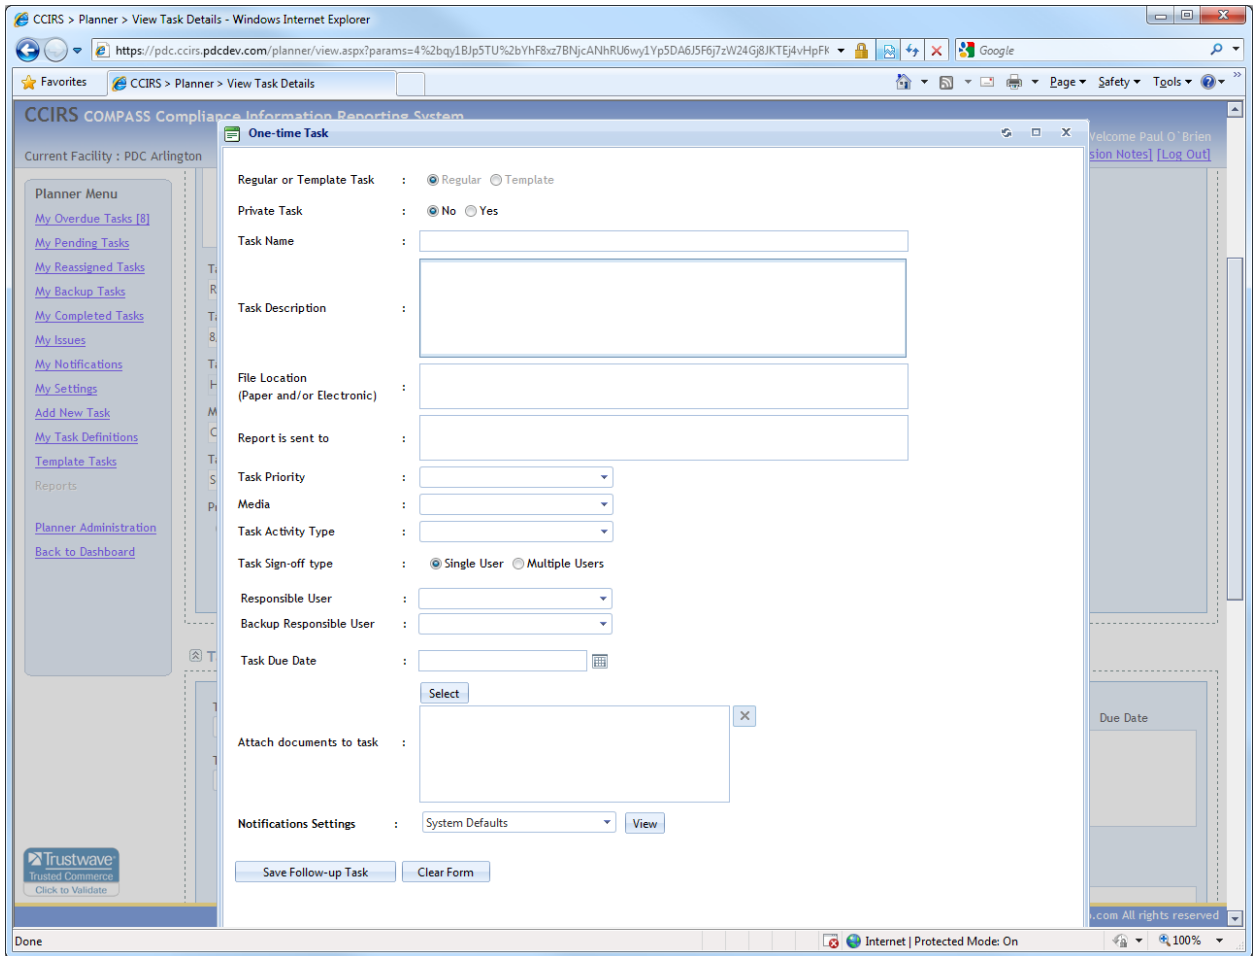 CCIRS > Planner > View Task Details - Windows Internet Explorer
https://pdc.ccirs.pdcdev.com/planner/view.aspx?params=4%2bqy1BJp5TU%2bYhF8xz7BNjcANhRU6wy1Yp5DA6J5F6j7zW24Gj8JKTEj4vHpFK
Google
Favorites
CCIRS > Planner > View Task Details
Page
Safety
Tools
CCIRS COMPASS Compliance Information Reporting System
One-time Task
Welcome Paul O`Brien
Current Facility : PDC Arlington
sion Notes] [Log Out]
Planner Menu
My Overdue Tasks [8]
My Pending Tasks
My Reassigned Tasks
My Backup Tasks
My Completed Tasks
My Issues
My Notifications
My Settings
Add New Task
My Task Definitions
Template Tasks
Reports
Planner Administration
Back to Dashboard
Regular or Template Task : Regular Template
Private Task : No Yes
Task Name :
Task Description :
File Location
(Paper and/or Electronic) :
Report is sent to :
Task Priority :
Media :
Task Activity Type :
Task Sign-off type : Single User Multiple Users
Responsible User :
Backup Responsible User :
Task Due Date :
Select
Attach documents to task :
Due Date
Notifications Settings : System Defaults View
Save Follow-up Task Clear Form
Trustwave
Trusted Commerce
Click to Validate
.com All rights reserved
Done
Internet | Protected Mode: On
100%